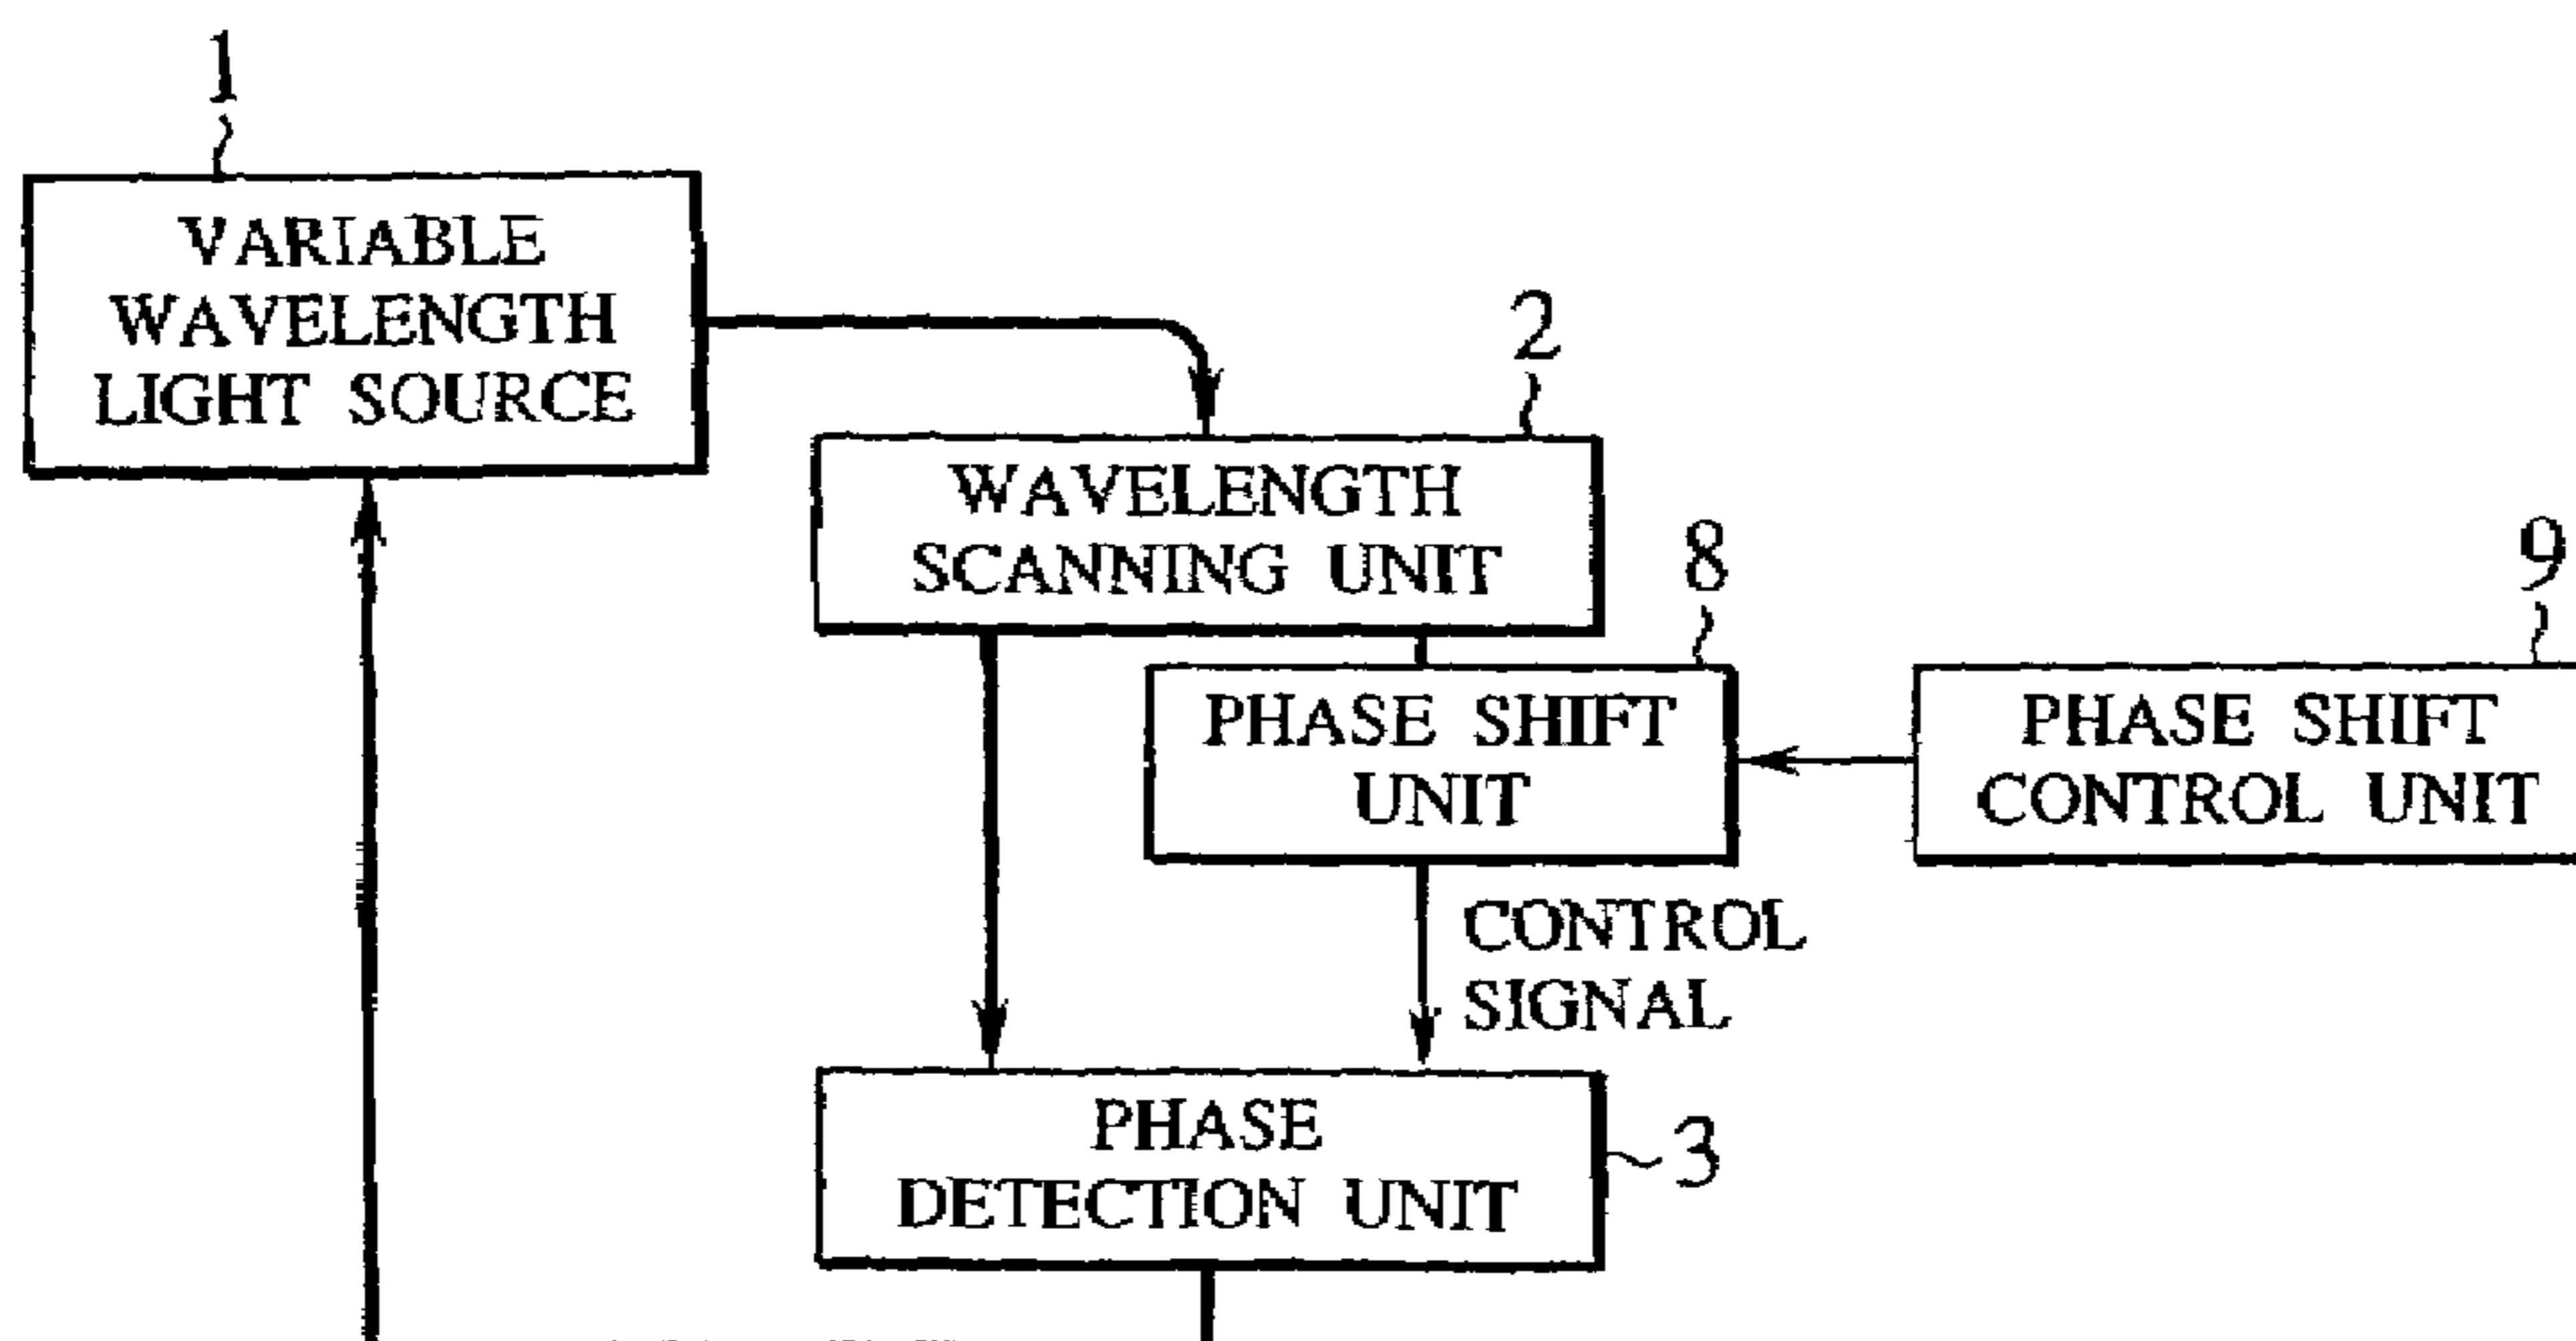 1
VARIABLE
WAVELENGTH
LIGHT SOURCE
2
WAVELENGTH
SCANNING UNIT
8
PHASE SHIFT
UNIT
9
PHASE SHIFT
CONTROL UNIT
CONTROL
SIGNAL
PHASE
DETECTION UNIT
3